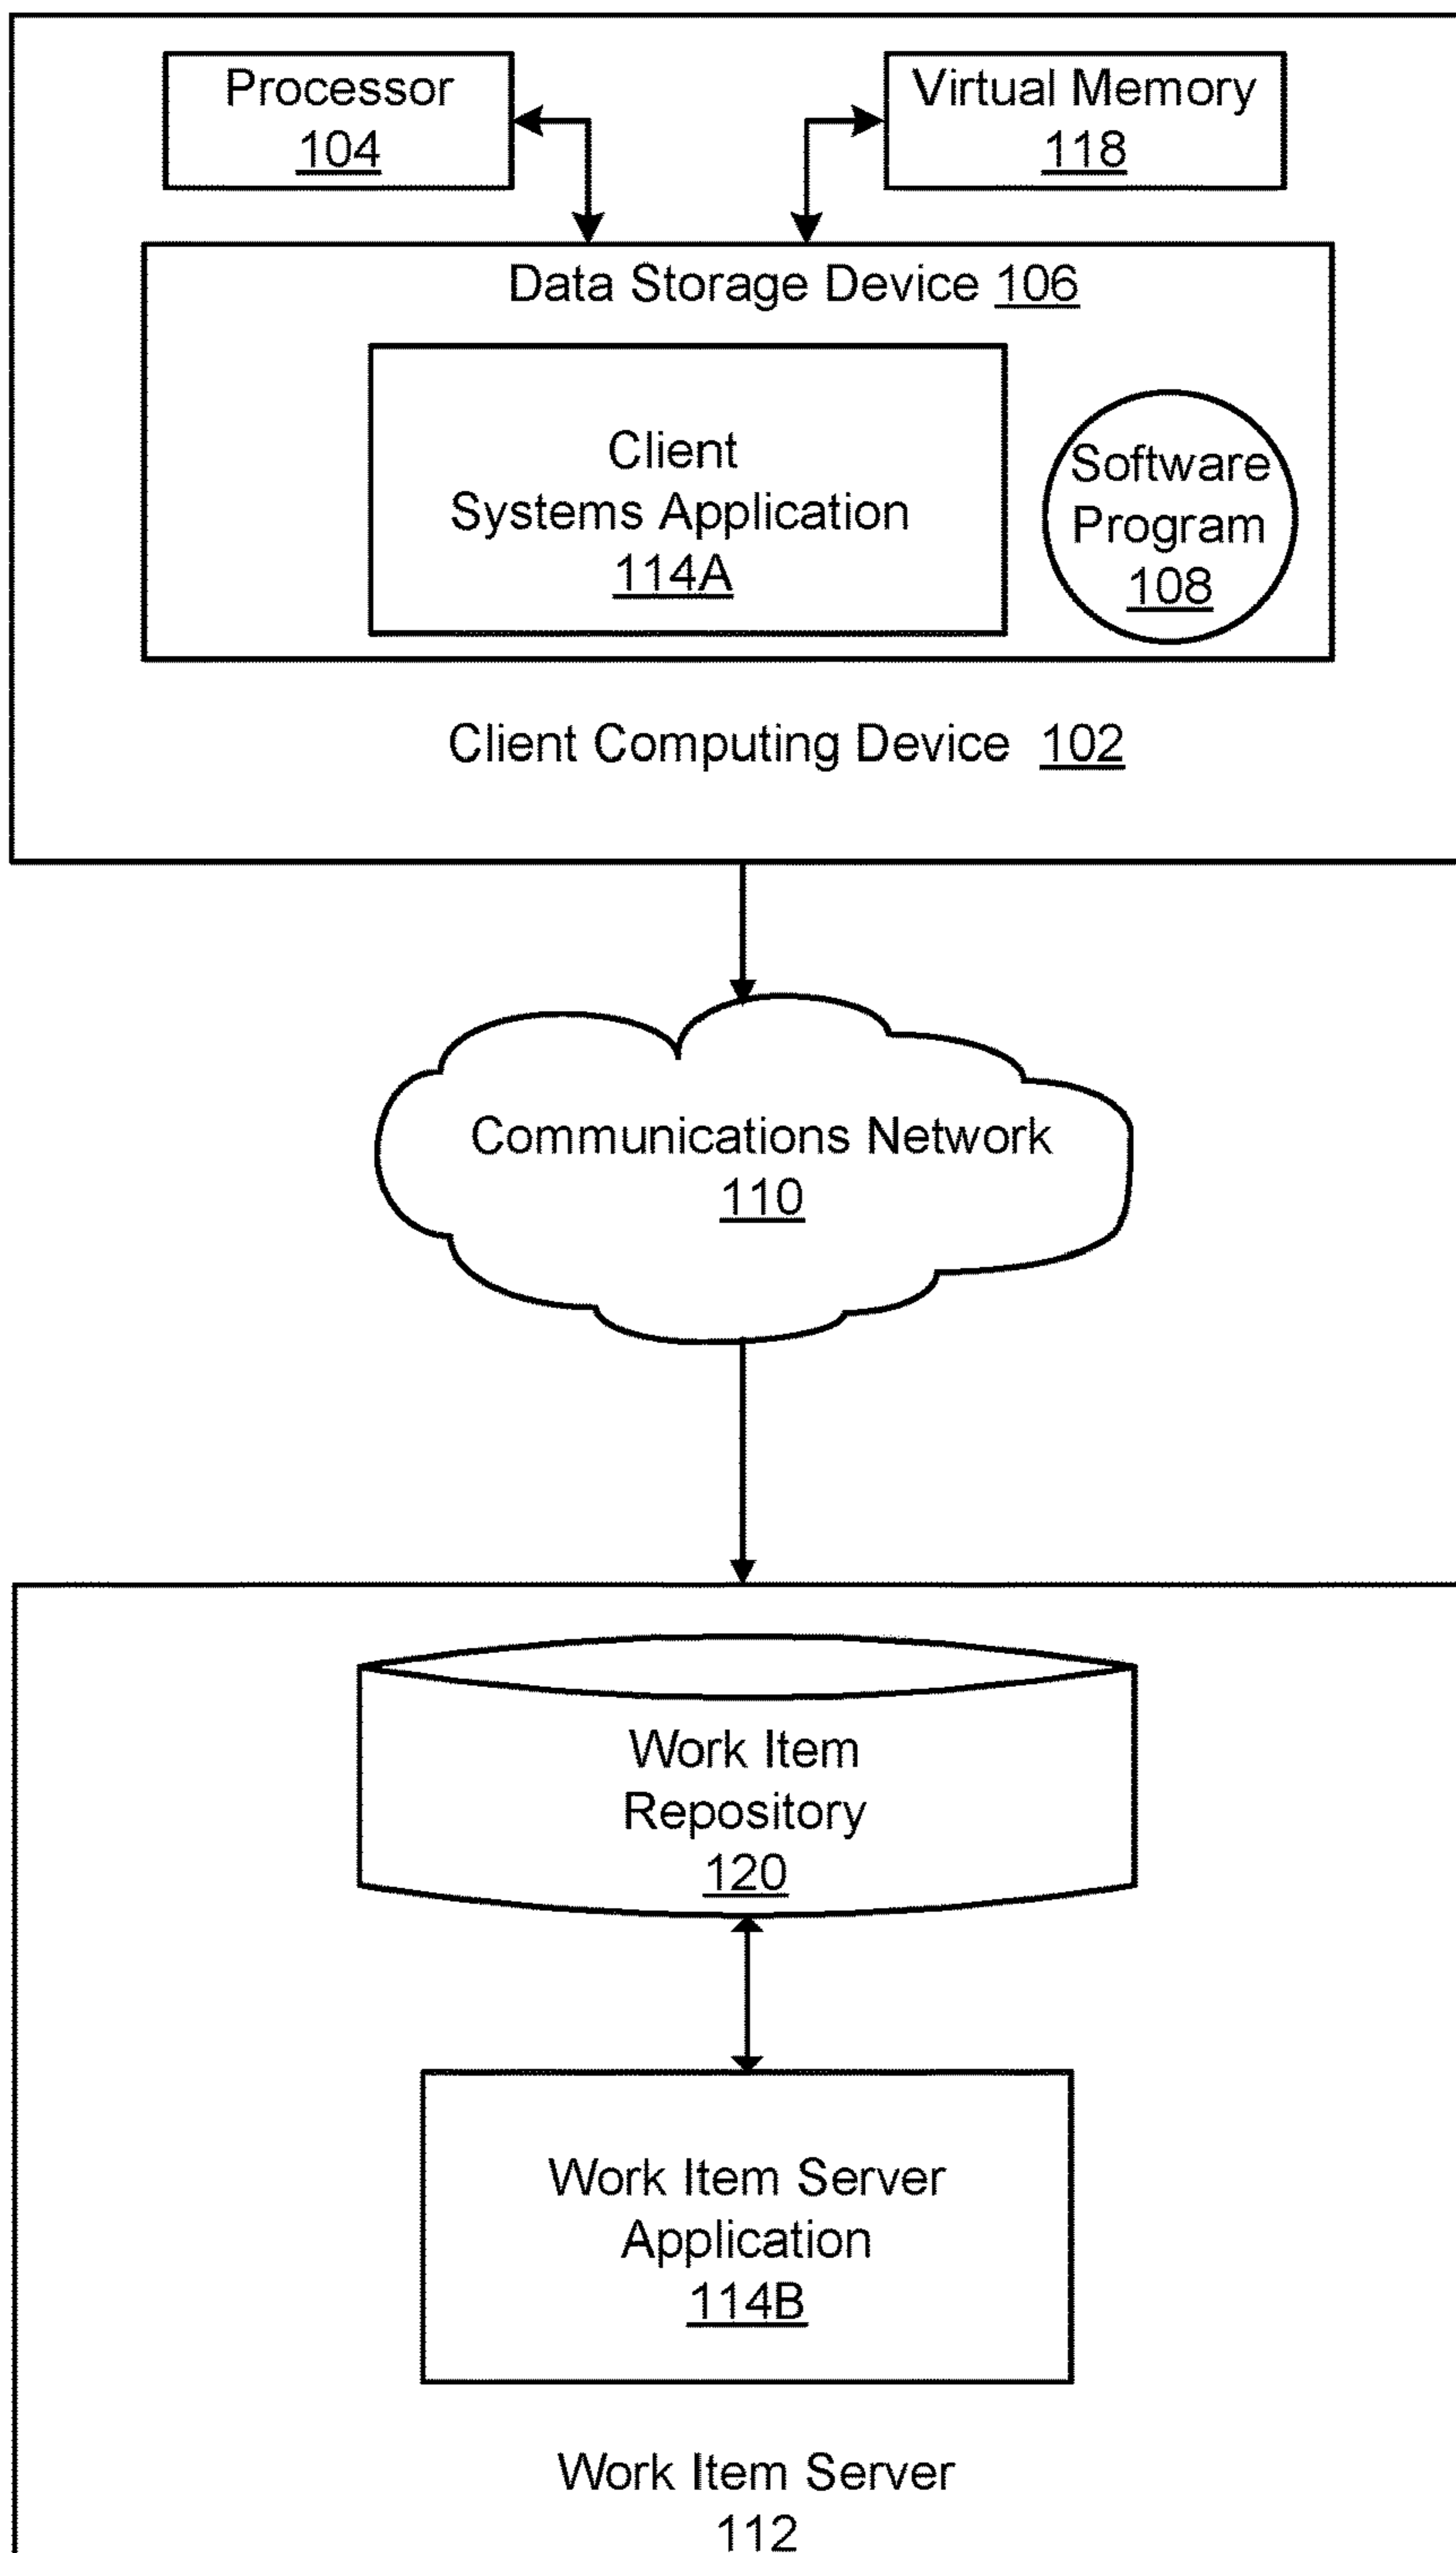 Processor
104
Virtual Memory
118
Data Storage Device 106
Client
Systems Application
114A
Software
Program
108
Client Computing Device 102
Communications Network
110
Work Item
Repository
120
Work Item Server
Application
114B
Work Item Server
112